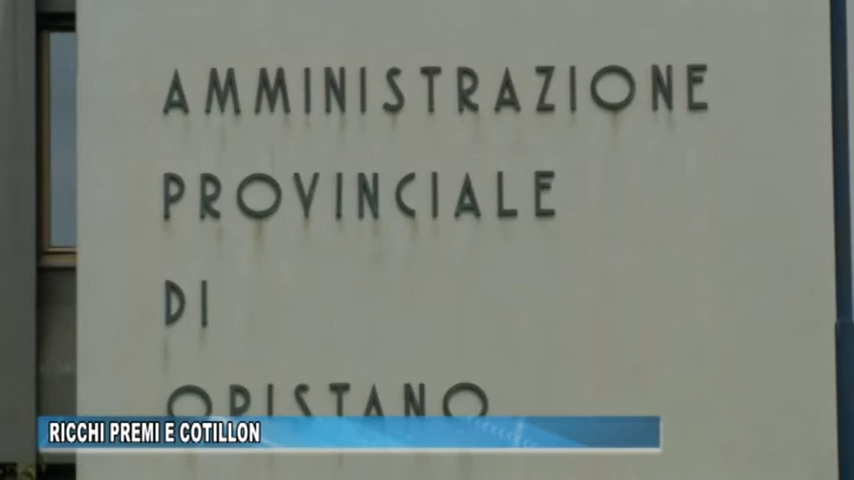 AMMINISTRAZIONE
PROVINCIALE
DI
ORISTANO
RICCHI PREMI E COTILLON